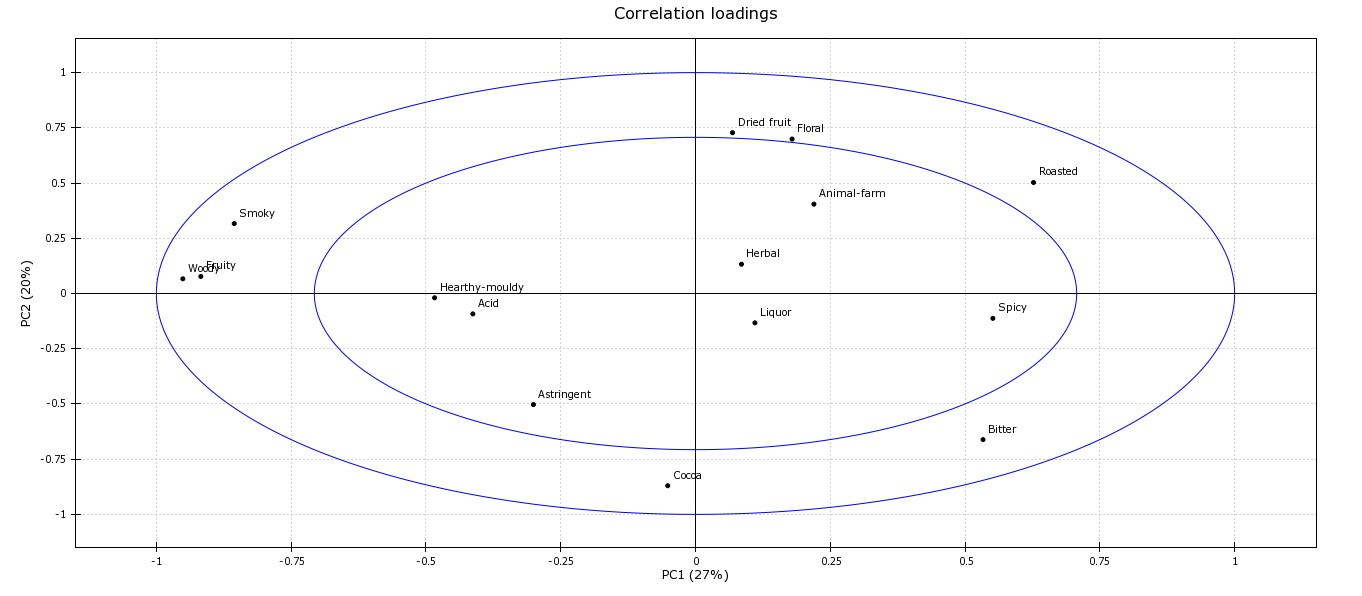 Correlation loadings
1
0.75
0.5
0.25
0
-0.25
-0.5
-0.75
-1
PC2 (20%)
Dried fruit
Floral
Roasted
Animal-farm
Smoky
Herbal
Fruity
Woody
Hearthy-mouldy
Acid
Spicy
Liquor
Astringent
Bitter
Cocoa
-1
-0.75
-0.5
-0.25
0
0.25
0.5
0.75
1
PC1 (27%)